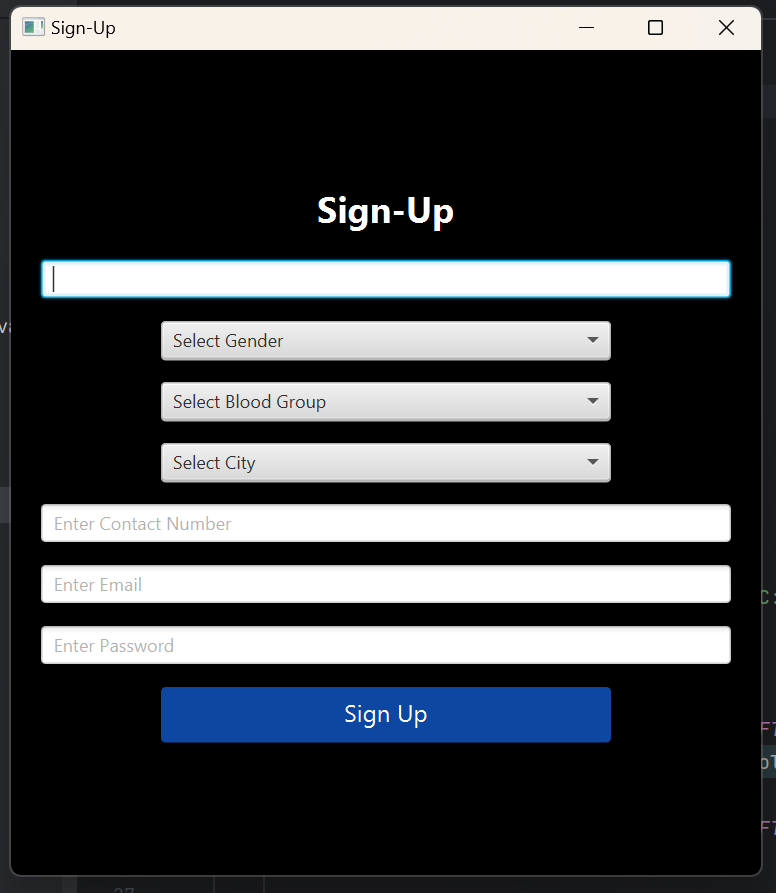 Sign-Up
Sign-Up
Select Gender
Select Blood Group
Select City
Enter Contact Number
Enter Email
Enter Password
Sign Up